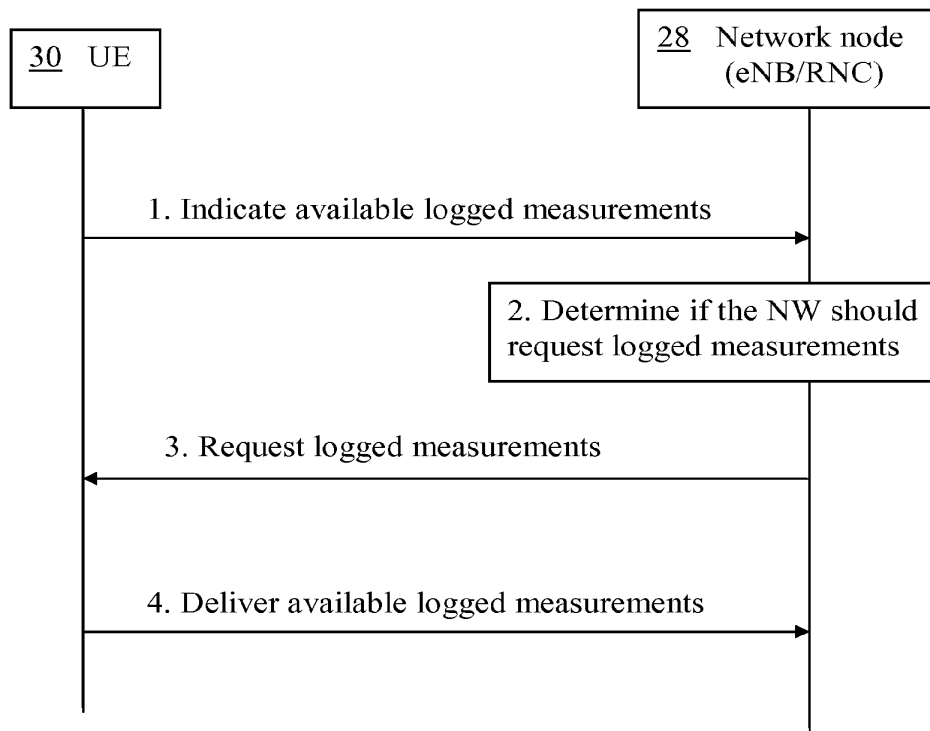 30 UE
28 Network node
(eNB/RNC)
1. Indicate available logged measurements
2. Determine if the NW should
request logged measurements
3. Request logged measurements
4. Deliver available logged measurements